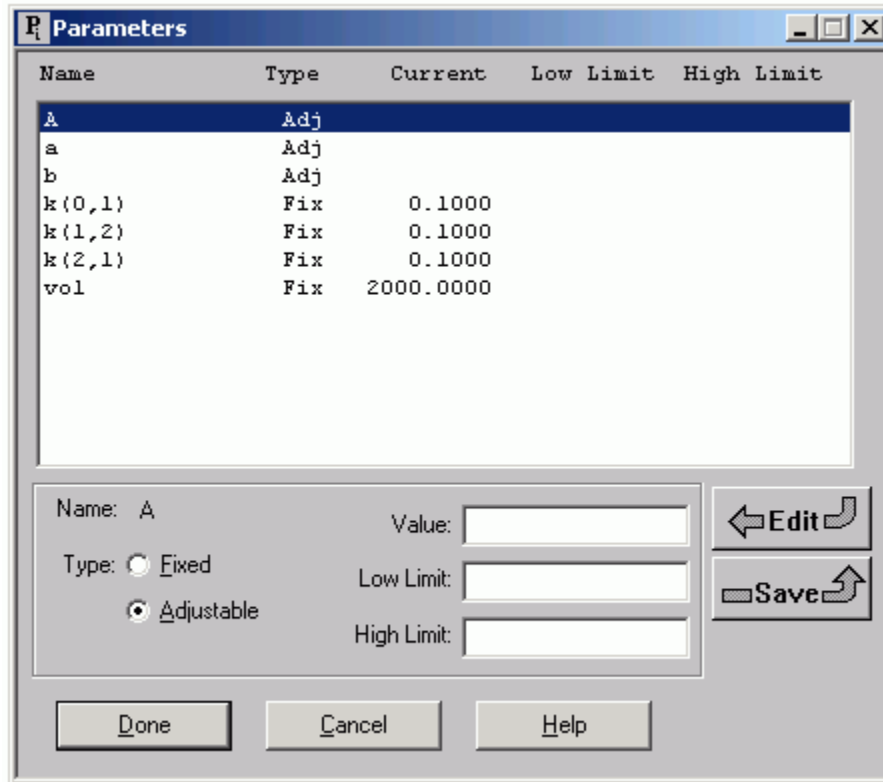 Parameters
Name Type Current Low Limit High Limit
A Adj
a Adj
b Adj
k(0,1) Fix 0.1000
k(1,2) Fix 0.1000
k(2,1) Fix 0.1000
vol Fix 2000.0000
Name: A
Value:
Edit
Type: Fixed
Low Limit:
Save
Adjustable
High Limit:
Done Cancel Help